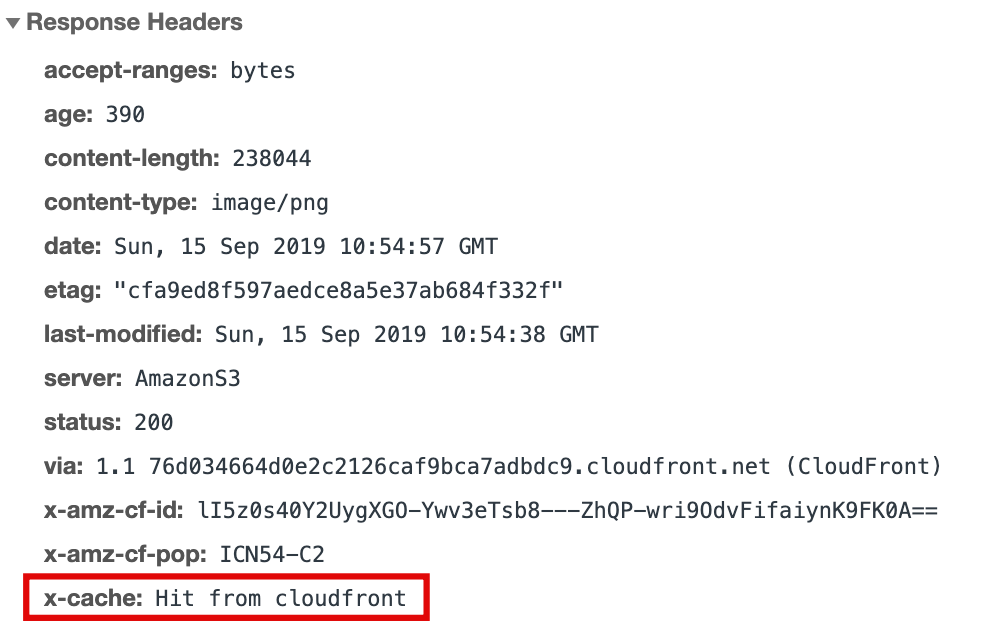 Response Headers
accept-ranges: bytes
age: 390
content-length: 238044
content-type: image/png
date: Sun, 15 Sep 2019 10:54:57 GMT
etag: "cfa9ed8f597aedce8a5e37ab684f332f"
last-modified: Sun, 15 Sep 2019 10:54:38 GMT
server: AmazonS3
status: 200
via: 1.1 76d034664d0e2c2126caf9bca7adbdc9.cloudfront.net (CloudFront)
x-amz-cf-id: lI5z0s40Y2UygXGO-Ywv3eTsb8---ZhQP-wri9OdvFifaiynK9FK0A==
x-amz-cf-pop: ICN54-C2
x-cache: Hit from cloudfront